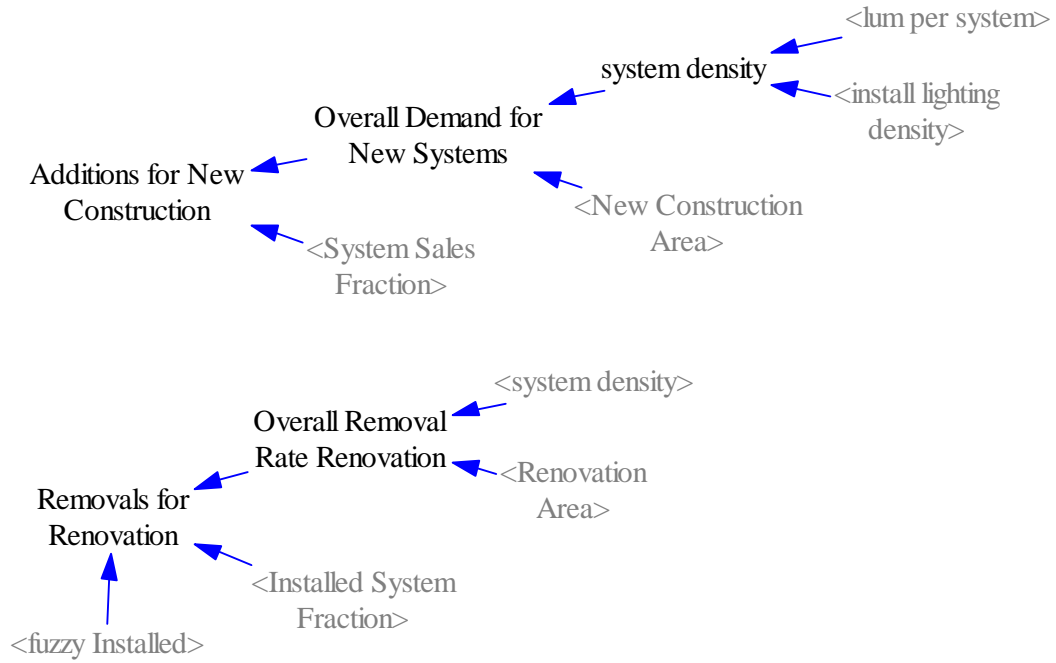 <lum per system>
system density
<install lighting
density>
Overall Demand for
New Systems
Additions for New
Construction
<New Construction
Area>
<System Sales
Fraction>
<system density>
Overall Removal
Rate Renovation
<Renovation
Area>
Removals for
Renovation
<Installed System
Fraction>
<fuzzy Installed>